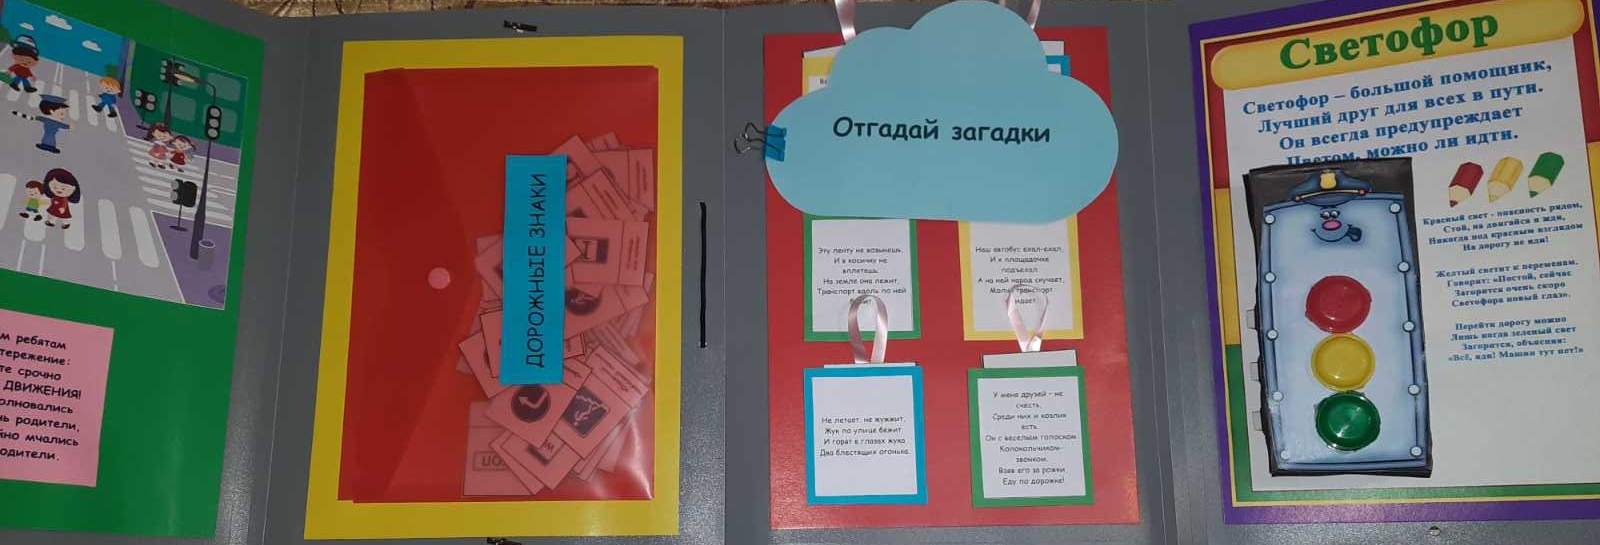 м ребятам
тережение:
те срочно
ДВИЖЕНИЯ!
олновались
нь родители,
йно мчались
одители.
ДОРОЖНЫЕ ЗНАКИ
Отгадай загадки
Эту ленту не возьмешь
И в косичку не
вплетешь.
На земле она лежит,
Транспорт вдоль по ней
Наш автобус ехал-ехал
И к площадочке
подъехал.
А на ней народ скучает,
транспорт
Не летает, не жужжит,
Жук по улице бежит.
И горят в глазах жука
Два блестящих огонька.
У меня друзей - не
счесть,
Среди них и козлик
есть.
Он с веселым голоском
Колокольчиком-
звонком.
Взяв его за рожки
Еду по дорожке!
Светофор
Светофор – большой помощник,
Лучший друг для всех в пути.
Он всегда предупреждает
Цветом, можно ли идти.
Красный свет - опасность рядом,
Стой, не двигайся и жди,
Никогда под красным взглядом
На дорогу не иди!
Желтый светит к переменам.
Говорит: «Постой, сейчас
Загорится очень скоро
Светофора новый глаз».
Перейти дорогу можно
Лишь когда зеленый свет
Загорится, объясняя:
«Всё, иди! Машин тут нет!»